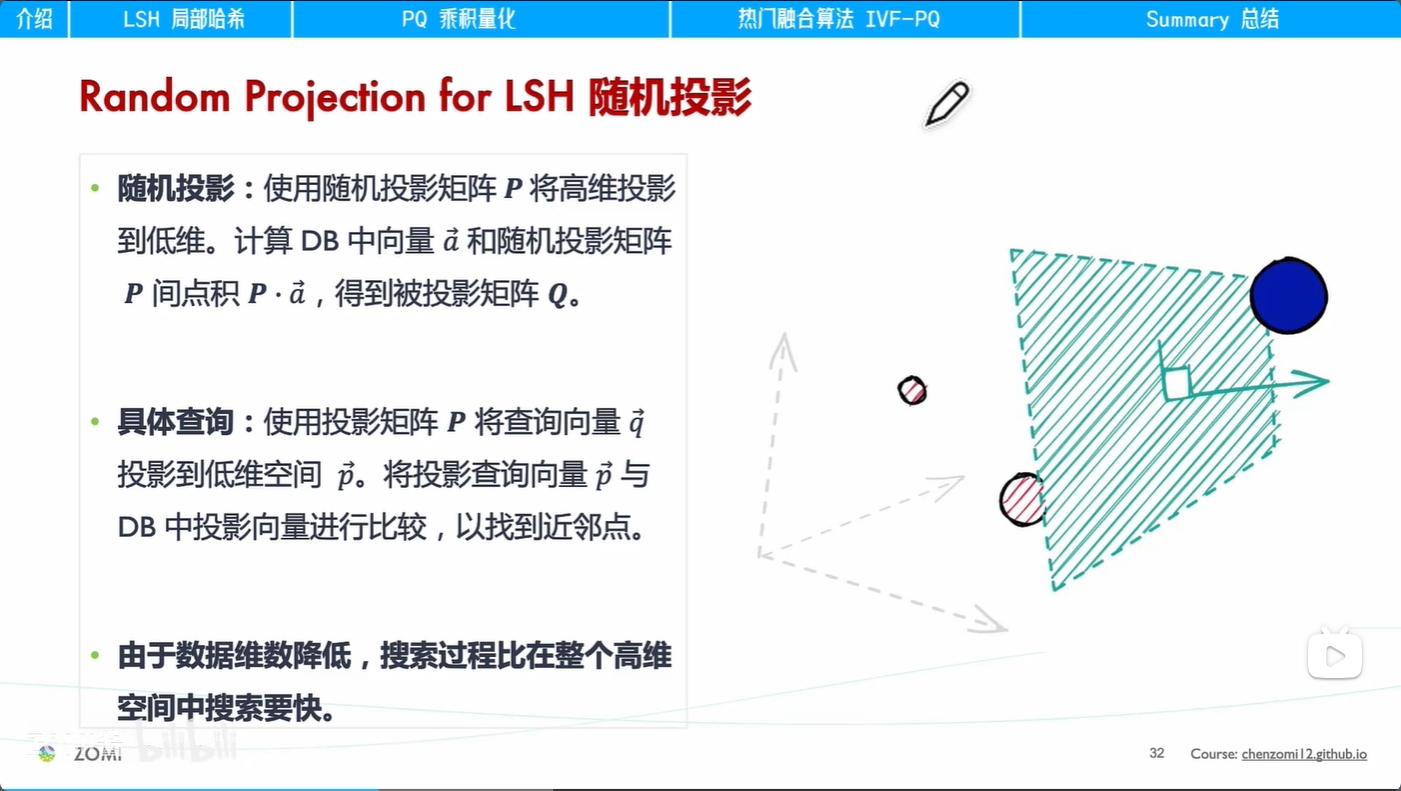 介绍
LSH 局部哈希
PQ 乘积量化
热门融合算法 IVF-PQ
Summary 总结
Random Projection for LSH 随机投影
• 随机投影：使用随机投影矩阵 P 将高维投影
到低维。计算 DB 中向量 a⃗ 和随机投影矩阵
P 间点积 P · a⃗，得到被投影矩阵 Q。
• 具体查询：使用投影矩阵 P 将查询向量 q⃗
投影到低维空间 p⃗。将投影查询向量 p⃗ 与
DB 中投影向量进行比较，以找到近邻点。
• 由于数据维数降低，搜索过程比在整个高维
空间中搜索要快。
ZOMI
bilibili
32
Course: chenzomi12.github.io